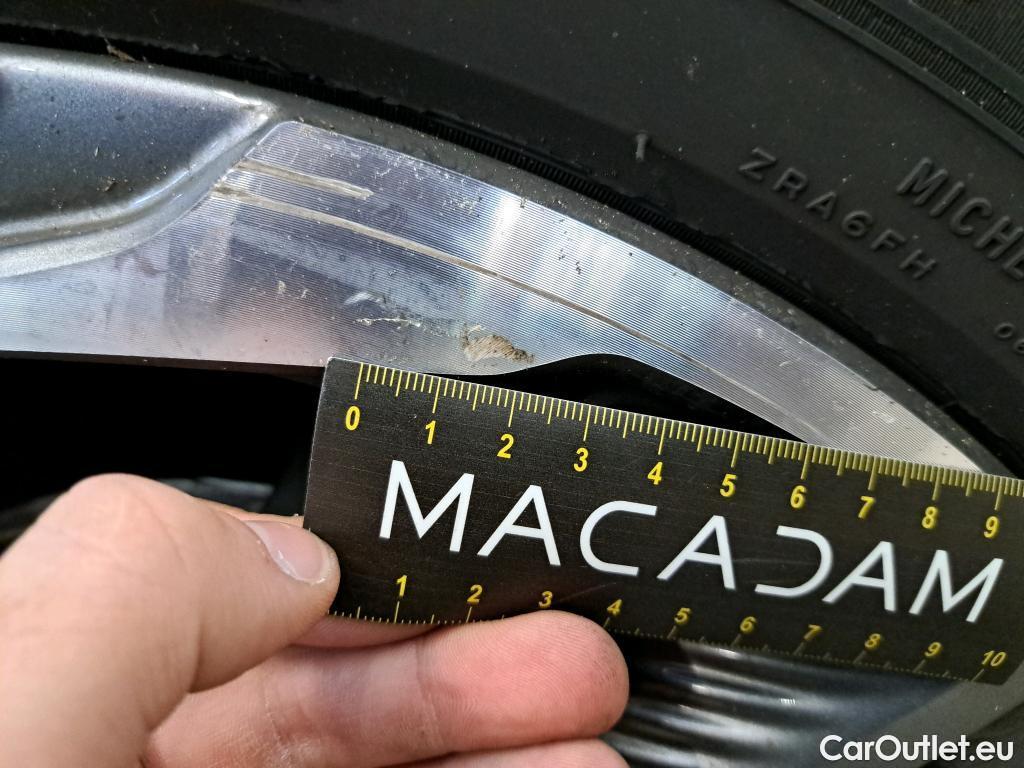 ZRA6FH
MICHE
0 1 2 3 4 5 6 7 8 9
MACADAM
1 2 3 4 5 6 7 8 9 10
CarOutlet.eu